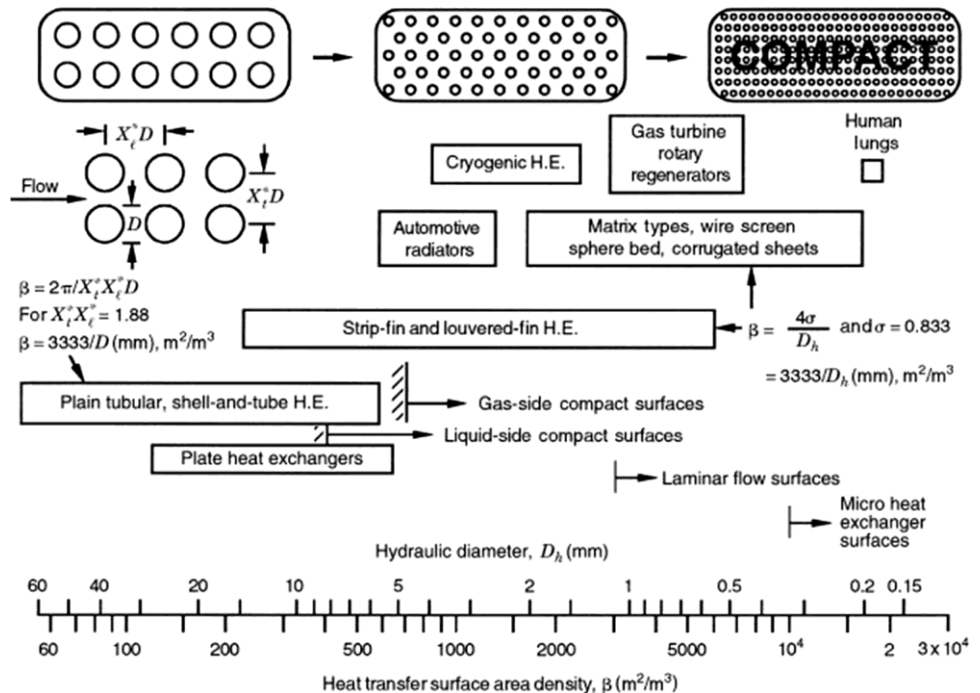 COMPACT
Human
lungs
Gas turbine
rotary
regenerators
Cryogenic H.E.
X*ℓD
Flow
D
X*tD
Automotive
radiators
Matrix types, wire screen
sphere bed, corrugated sheets
β = 2π/X*tX*ℓD
For X*tX*ℓ = 1.88
β = 3333/D (mm), m²/m³
Strip-fin and louvered-fin H.E.
β = 4σ/Dh and σ = 0.833
= 3333/Dh (mm), m²/m³
Plain tubular, shell-and-tube H.E.
Gas-side compact surfaces
Liquid-side compact surfaces
Plate heat exchangers
Laminar flow surfaces
Micro heat
exchanger
surfaces
Hydraulic diameter, Dh (mm)
60 40 20 10 5 2 1 0.5 0.2 0.15
60 100 200 500 1000 2000 5000 10⁴ 2 3 x 10⁴
Heat transfer surface area density, β (m²/m³)